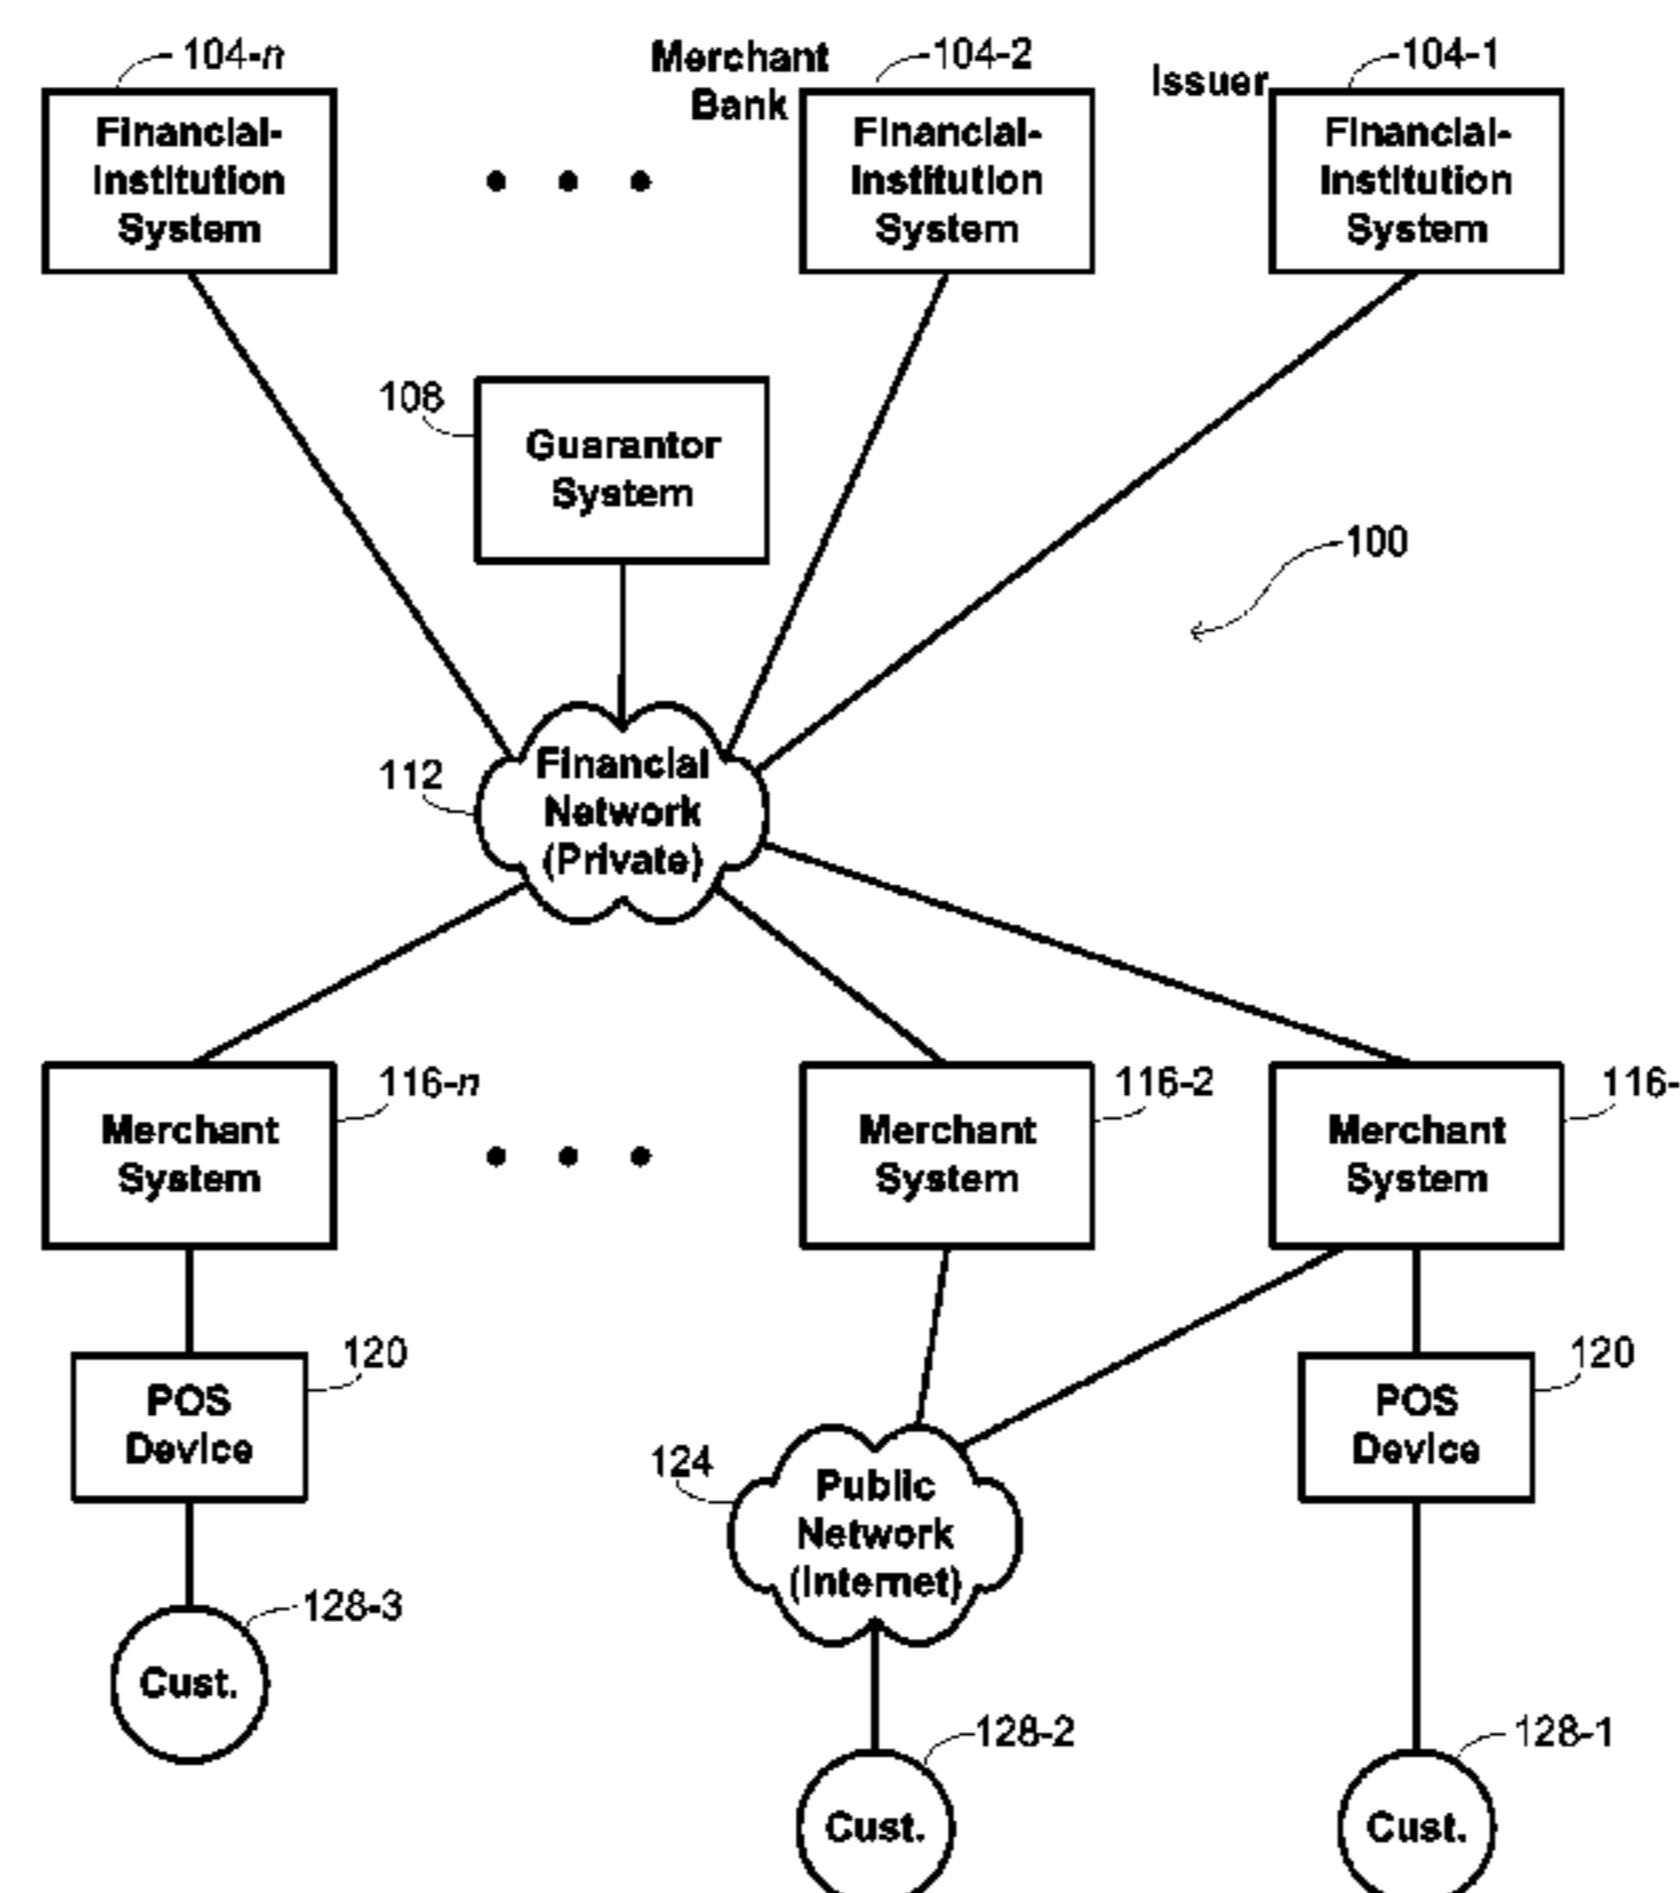 104-n
Merchant
Bank
104-2
Issuer
104-1
Financial-
Institution
System
Financial-
Institution
System
Financial-
Institution
System
108
Guarantor
System
100
112
Financial
Network
(Private)
116-n
116-2
116-
Merchant
System
Merchant
System
Merchant
System
120
120
POS
Device
POS
Device
124
Public
Network
(Internet)
128-3
Cust.
128-2
128-1
Cust.
Cust.